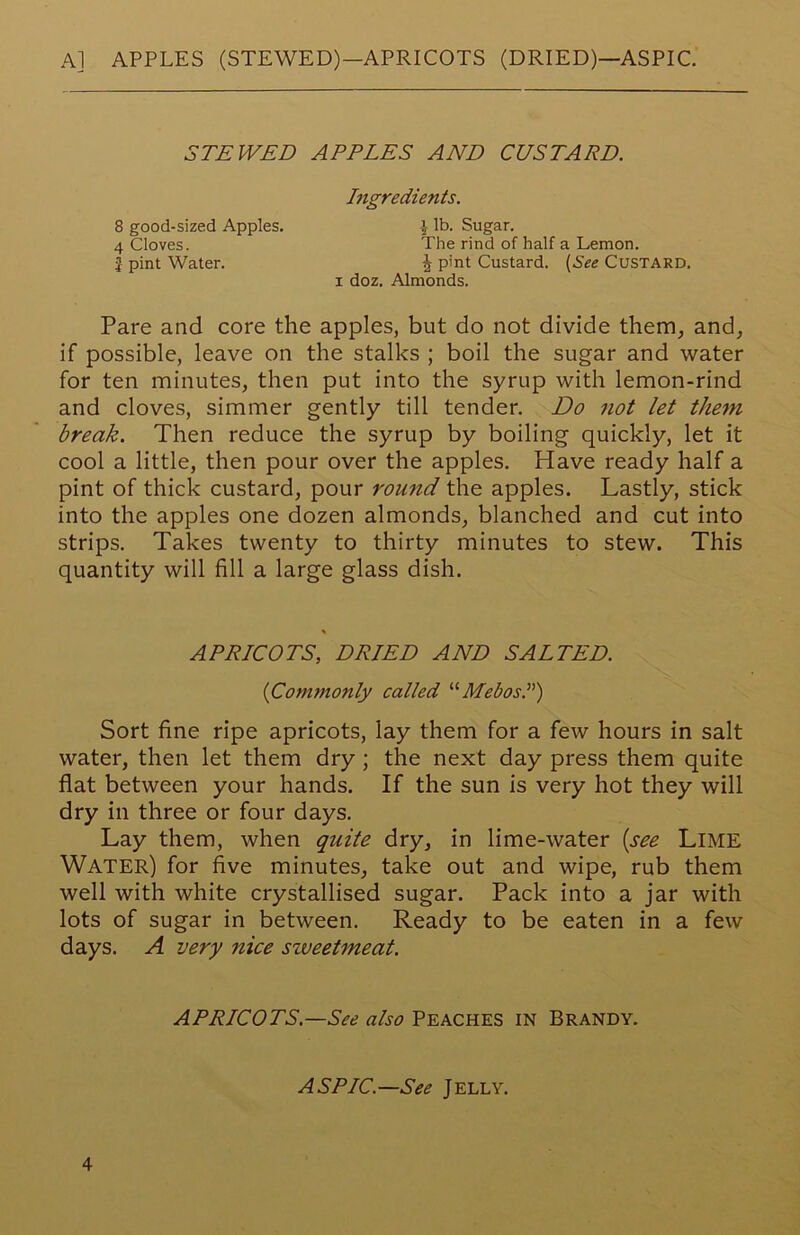 A] APPLES (STEWED)—APRICOTS (DRIED)—ASPIC.
STEWED APPLES AND CUSTARD.
Ingredients.
8 good-sized Apples. lb. Sugar.
4 Cloves. The rind of half a Lemon.
pint Water. ½ pint Custard. (See CUSTARD.
1 doz. Almonds.
Pare and core the apples, but do not divide them, and,
if possible, leave on the stalks ; boil the sugar and water
for ten minutes, then put into the syrup with lemon-rind
and cloves, simmer gently till tender. Do not let them
break. Then reduce the syrup by boiling quickly, let it
cool a little, then pour over the apples. Have ready half a
pint of thick custard, pour round the apples. Lastly, stick
into the apples one dozen almonds, blanched and cut into
strips. Takes twenty to thirty minutes to stew. This
quantity will fill a large glass dish.
APRICOTS, DRIED AND SALTED.
(Commonly called “Mebos.”)
Sort fine ripe apricots, lay them for a few hours in salt
water, then let them dry ; the next day press them quite
flat between your hands. If the sun is very hot they will
dry in three or four days.
Lay them, when quite dry, in lime-water (see LIME
WATER) for five minutes, take out and wipe, rub them
well with white crystallised sugar. Pack into a jar with
lots of sugar in between. Ready to be eaten in a few
days. A very nice sweetmeat.
APRICOTS.—See also PEACHES IN BRANDY.
ASPIC.—See JELLY.
4